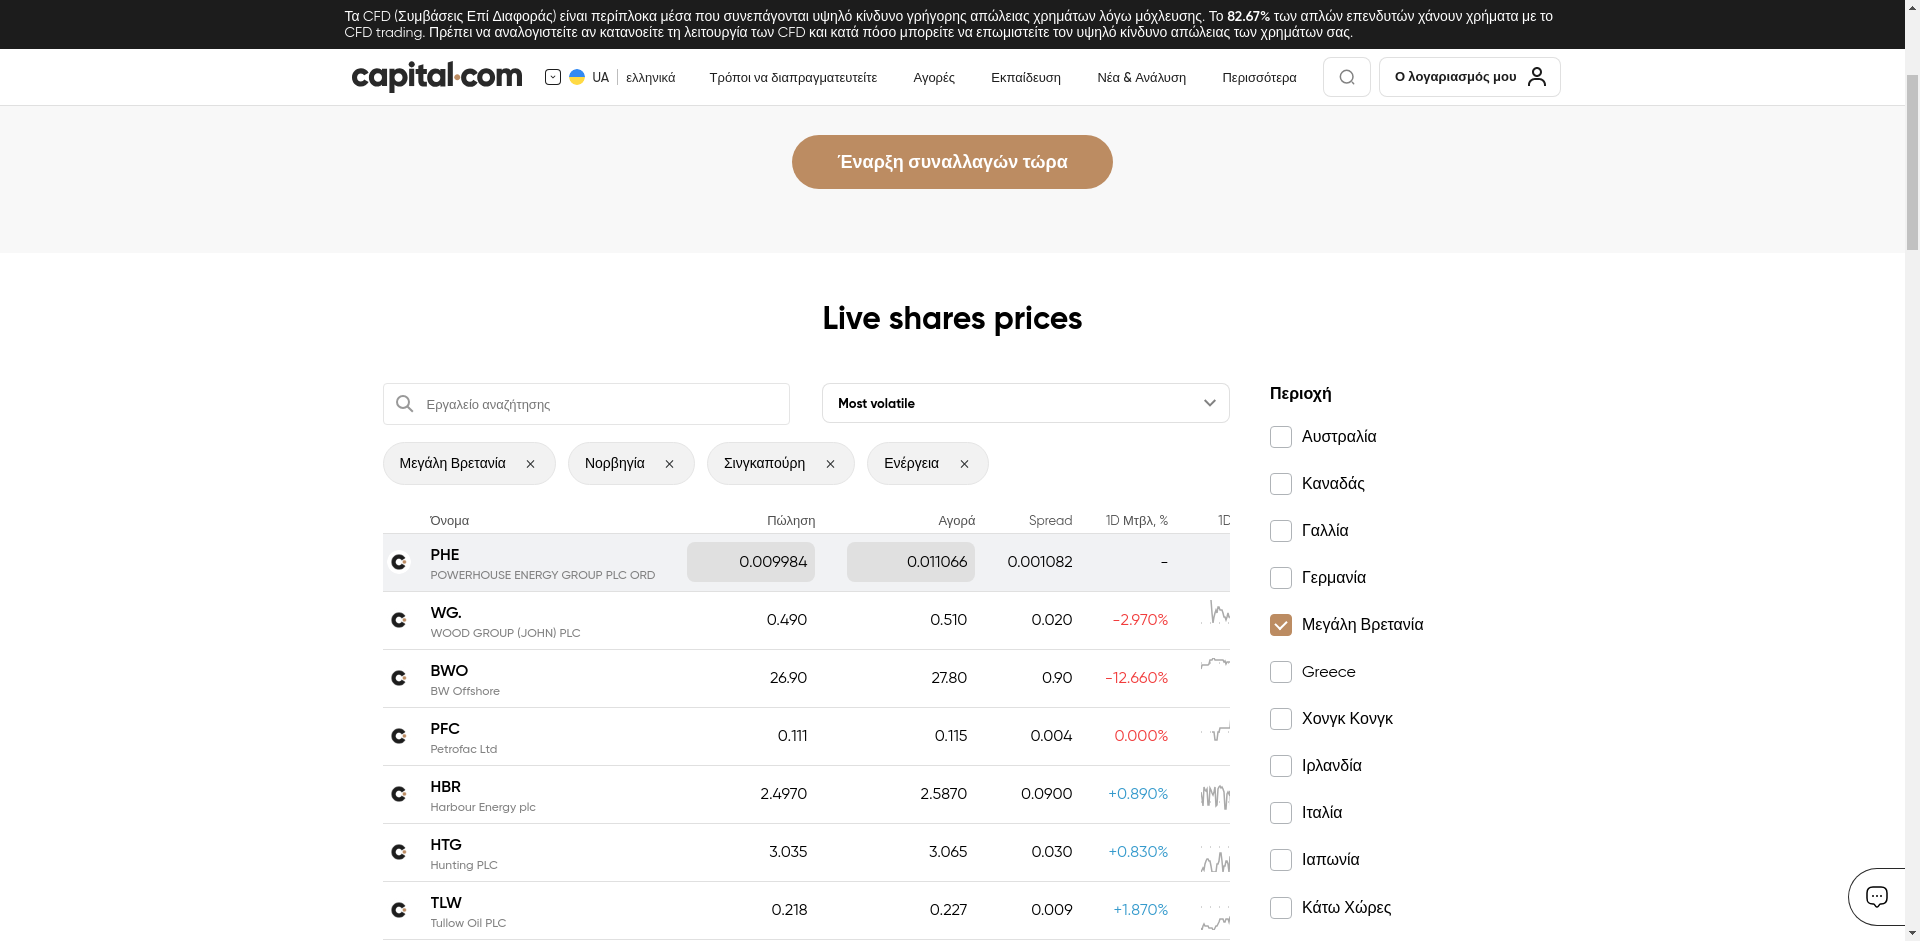 Τα CFD (Συμβάσεις Επί Διαφοράς) είναι περίπλοκα μέσα που συνεπάγονται υψηλό κίνδυνο γρήγορης απώλειας χρημάτων λόγω μόχλευσης. Το 82.67% των απλών επενδυτών χάνουν χρήματα με το
CFD trading. Πρέπει να αναλογιστείτε αν κατανοείτε τη λειτουργία των CFD και κατά πόσο μπορείτε να επωμιστείτε τον υψηλό κίνδυνο απώλειας των χρημάτων σας.
capital.com UA ελληνικά Τρόποι να διαπραγματευτείτε Αγορές Εκπαίδευση Νέα & Ανάλυση Περισσότερα Ο λογαριασμός μου
Έναρξη συναλλαγών τώρα
Live shares prices
Εργαλείο αναζήτησης
Most volatile
Μεγάλη Βρετανία
Νορβηγία
Σινγκαπούρη
Ενέργεια
Όνομα Πώληση Αγορά Spread 1D Μτβλ, % 1D
PHE 0.009984 0.011066 0.001082 -
POWERHOUSE ENERGY GROUP PLC ORD
WG. 0.490 0.510 0.020 -2.970%
WOOD GROUP (JOHN) PLC
BWO 26.90 27.80 0.90 -12.660%
BW Offshore
PFC 0.111 0.115 0.004 0.000%
Petrofac Ltd
HBR 2.4970 2.5870 0.0900 +0.890%
Harbour Energy plc
HTG 3.035 3.065 0.030 +0.830%
Hunting PLC
TLW 0.218 0.227 0.009 +1.870%
Tullow Oil PLC
Περιοχή
Αυστραλία
Καναδάς
Γαλλία
Γερμανία
Μεγάλη Βρετανία
Greece
Χονγκ Κονγκ
Ιρλανδία
Ιταλία
Ιαπωνία
Κάτω Χώρες